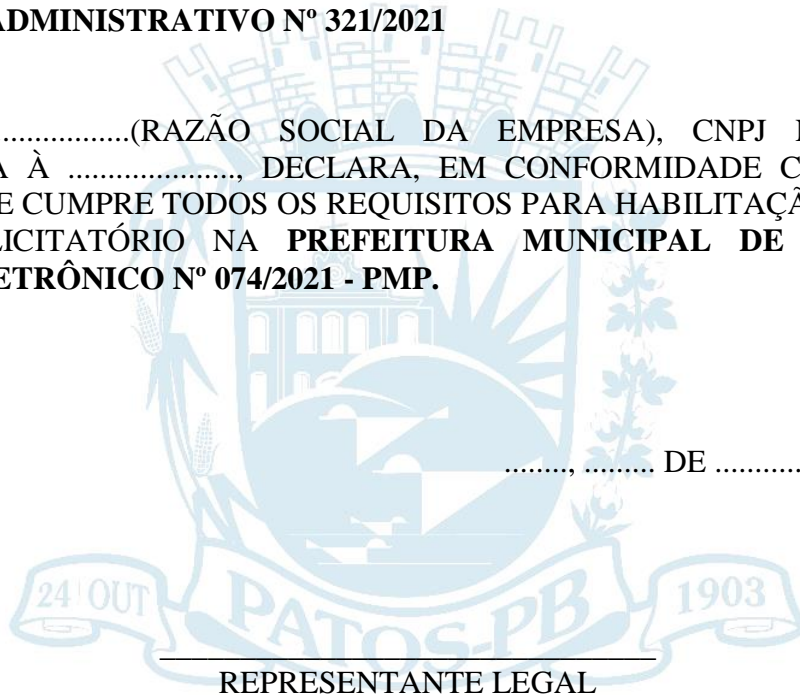 ADMINISTRATIVO Nº 321/2021
................(RAZÃO SOCIAL DA EMPRESA), CNPJ
A À ....................., DECLARA, EM CONFORMIDADE C
E CUMPRE TODOS OS REQUISITOS PARA HABILITAÇÃ
LICITATÓRIO NA PREFEITURA MUNICIPAL DE
ETRÔNICO Nº 074/2021 - PMP.
........, ......... DE ...........
24 OUT
PATOS-PB
1903
REPRESENTANTE LEGAL